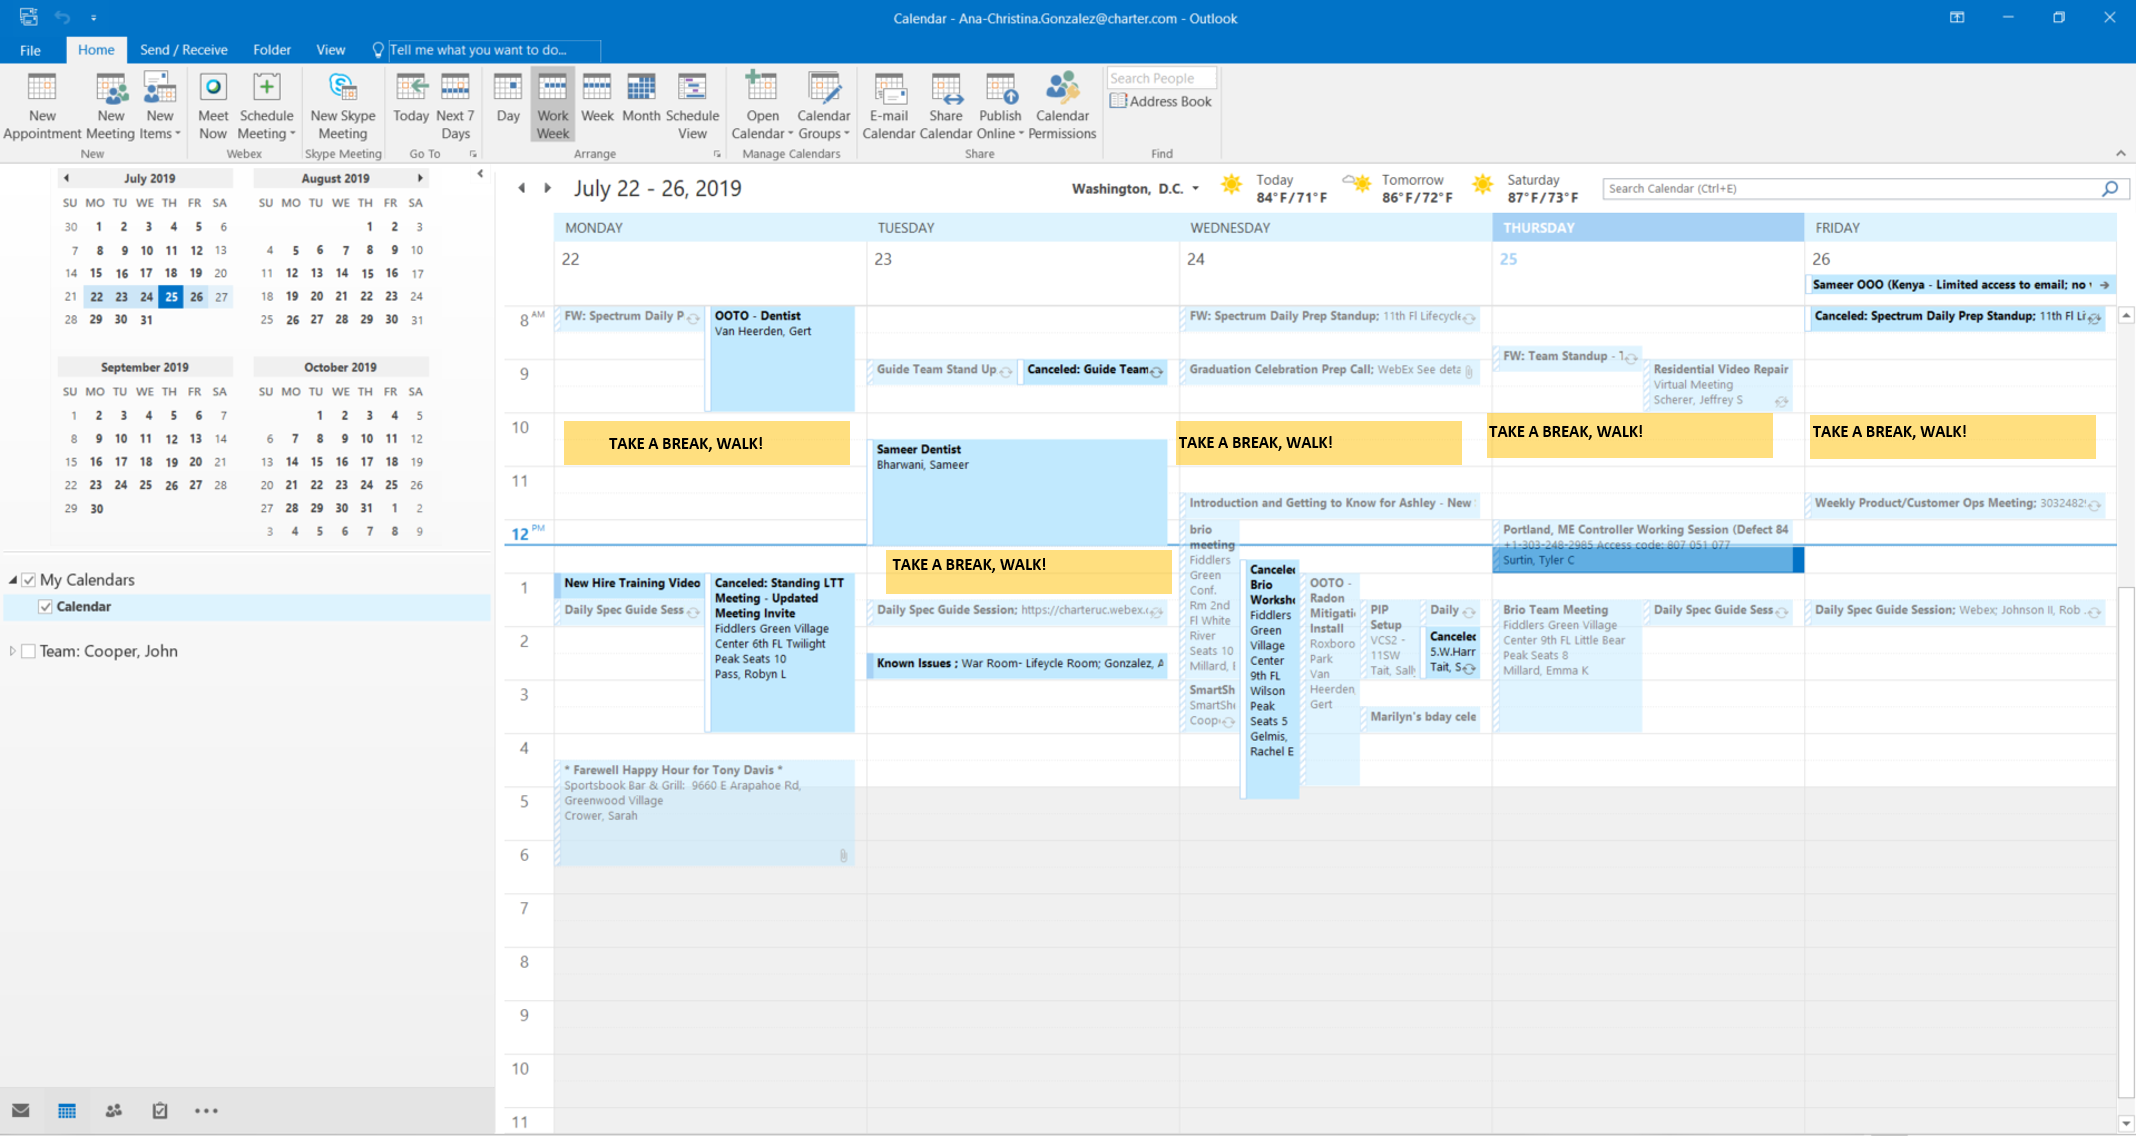 Calendar - Ana-Christina.Gonzalez@charter.com - Outlook
File Home Send / Receive Folder View Tell me what you want to do...
New Appointment
New Meeting
New Items
New
Meet Now
Schedule Meeting
Webex
New Skype Meeting
Skype Meeting
Today
Next 7 Days
Go To
Day
Work Week
Week
Month
Schedule View
Arrange
Open Calendar
Calendar Groups
Manage Calendars
E-mail Calendar
Share Calendar
Publish Online
Calendar Permissions
Share
Search People
Address Book
Find
July 2019
SU MO TU WE TH FR SA
30 1 2 3 4 5 6
7 8 9 10 11 12 13
14 15 16 17 18 19 20
21 22 23 24 25 26 27
28 29 30 31
August 2019
SU MO TU WE TH FR SA
1 2 3
4 5 6 7 8 9 10
11 12 13 14 15 16 17
18 19 20 21 22 23 24
25 26 27 28 29 30 31
September 2019
SU MO TU WE TH FR SA
1 2 3 4 5 6 7
8 9 10 11 12 13 14
15 16 17 18 19 20 21
22 23 24 25 26 27 28
29 30
October 2019
SU MO TU WE TH FR SA
1 2 3 4 5
6 7 8 9 10 11 12
13 14 15 16 17 18 19
20 21 22 23 24 25 26
27 28 29 30 31 1 2
3 4 5 6 7 8 9
My Calendars
Calendar
Team: Cooper, John
July 22 - 26, 2019
Washington, D.C.
Today
84°F/71°F
Tomorrow
86°F/72°F
Saturday
87°F/73°F
Search Calendar (Ctrl+E)
MONDAY TUESDAY WEDNESDAY THURSDAY FRIDAY
22 23 24 25 26
8 AM
9
10
11
12 PM
1
2
3
4
5
6
7
8
9
10
11
FW: Spectrum Daily P
OOTO - Dentist
Van Heerden, Gert
TAKE A BREAK, WALK!
New Hire Training Video
Daily Spec Guide Sess
Canceled: Standing LTT
Meeting - Updated
Meeting Invite
Fiddlers Green Village
Center 6th FL Twilight
Peak Seats 10
Pass, Robyn L
* Farewell Happy Hour for Tony Davis *
Sportsbook Bar & Grill: 9660 E Arapahoe Rd,
Greenwood Village
Crower, Sarah
Guide Team Stand Up
Canceled: Guide Team
Sameer Dentist
Bharwani, Sameer
TAKE A BREAK, WALK!
Daily Spec Guide Session; https://charteruc.webex.c
Known Issues ; War Room- Lifeycle Room; Gonzalez, A
FW: Spectrum Daily Prep Standup; 11th Fl Lifecycle
Graduation Celebration Prep Call; WebEx See deta
TAKE A BREAK, WALK!
Introduction and Getting to Know for Ashley - New
brio
meeting
Fiddlers
Green
Conf.
Rm 2nd
Fl White
River
Seats 10
Millard, E
SmartSh
SmartShe
Coop
Canceled
Brio
Worksho
Fiddlers
Green
Village
Center
9th FL
Wilson
Peak
Seats 5
Gelmis,
Rachel E
OOTO -
Radon
Mitigati
Install
Roxboro
Park
Van
Heerden,
Gert
PIP
Setup
VCS2 -
11SW
Tait, Sally
Daily
Canceled
5.W.Harr
Tait, S
Marilyn's bday cele
FW: Team Standup - T
Residential Video Repair
Virtual Meeting
Scherer, Jeffrey S
TAKE A BREAK, WALK!
Portland, ME Controller Working Session (Defect 84
+1-303-248-2985 Access code: 807 051 077
Surtin, Tyler C
Brio Team Meeting
Fiddlers Green Village
Center 9th FL Little Bear
Peak Seats 8
Millard, Emma K
Daily Spec Guide Sess
Sameer OOO (Kenya - Limited access to email; no
Canceled: Spectrum Daily Prep Standup; 11th Fl Li
TAKE A BREAK, WALK!
Weekly Product/Customer Ops Meeting; 3032482
Daily Spec Guide Session; Webex; Johnson II, Rob